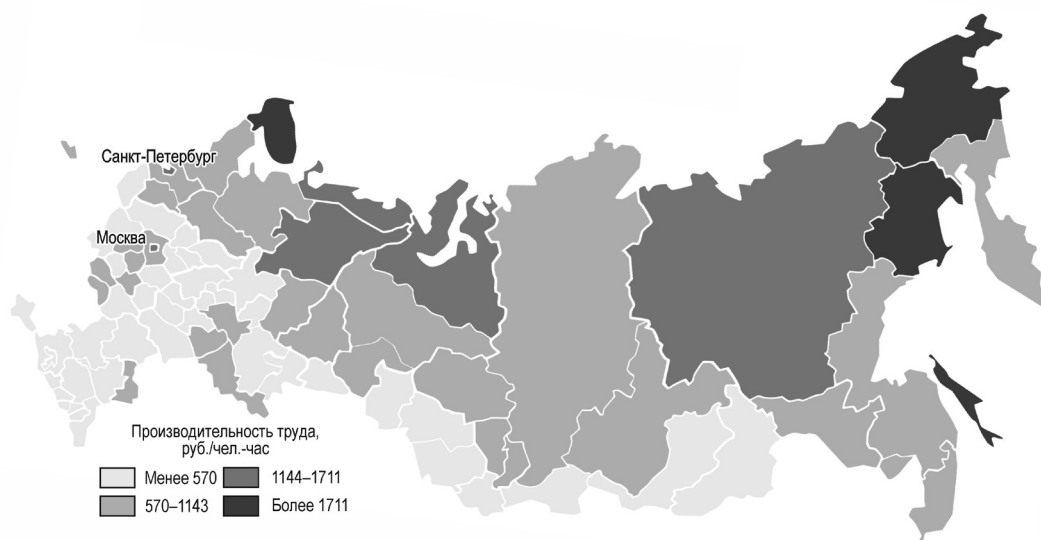 Санкт-Петербург
Москва
Производительность труда,
руб./чел.-час
Менее 570
1144–1711
570–1143
Более 1711